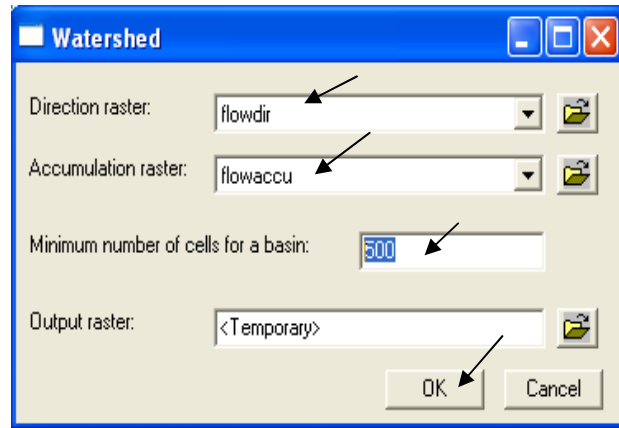 Watershed
Direction raster: flowdir
Accumulation raster: flowaccu
Minimum number of cells for a basin: 500
Output raster: <Temporary>
OK Cancel